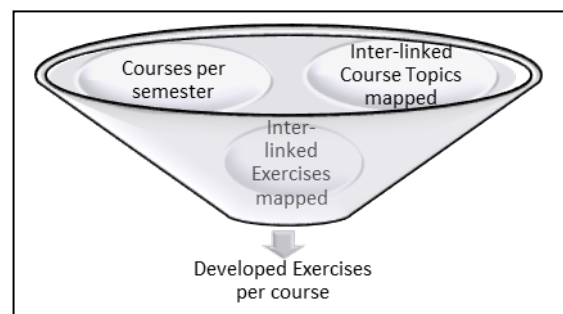 Courses per
semester
Inter-linked
Course Topics
mapped
Inter-
linked
Exercises
mapped
Developed Exercises
per course